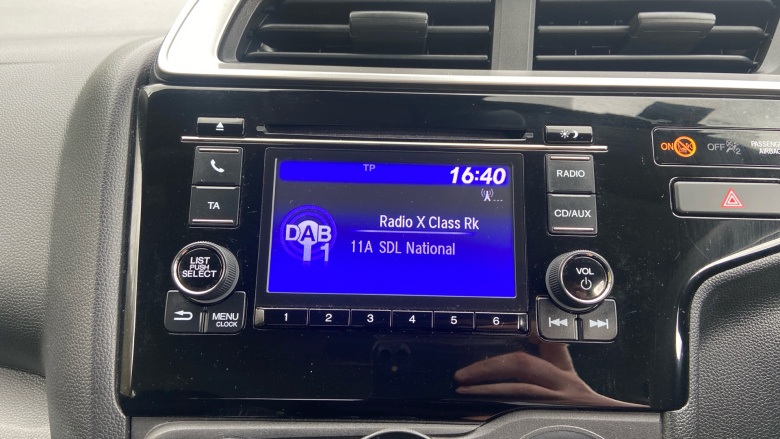 TP
16:40
Radio X Class Rk
DAB
1
11A SDL National
TA
LIST
PUSH
SELECT
MENU
CLOCK
1 2 3 4 5 6
RADIO
CD/AUX
VOL
ON
OFF
2
PASSENGER
AIRBAG